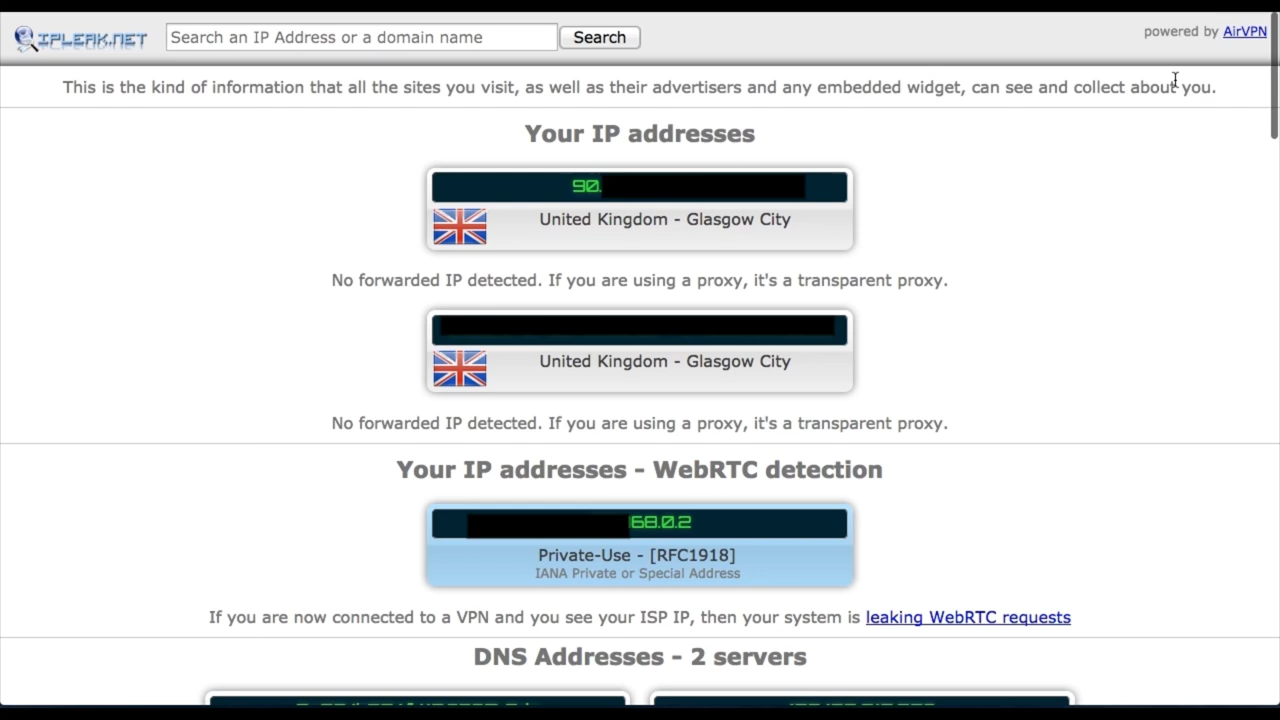 IPLEAK.NET
Search an IP Address or a domain name
Search
powered by AirVPN
This is the kind of information that all the sites you visit, as well as their advertisers and any embedded widget, can see and collect about you.
Your IP addresses
90.
United Kingdom - Glasgow City
No forwarded IP detected. If you are using a proxy, it's a transparent proxy.
United Kingdom - Glasgow City
No forwarded IP detected. If you are using a proxy, it's a transparent proxy.
Your IP addresses - WebRTC detection
68.0.2
Private-Use - [RFC1918]
IANA Private or Special Address
If you are now connected to a VPN and you see your ISP IP, then your system is leaking WebRTC requests
DNS Addresses - 2 servers